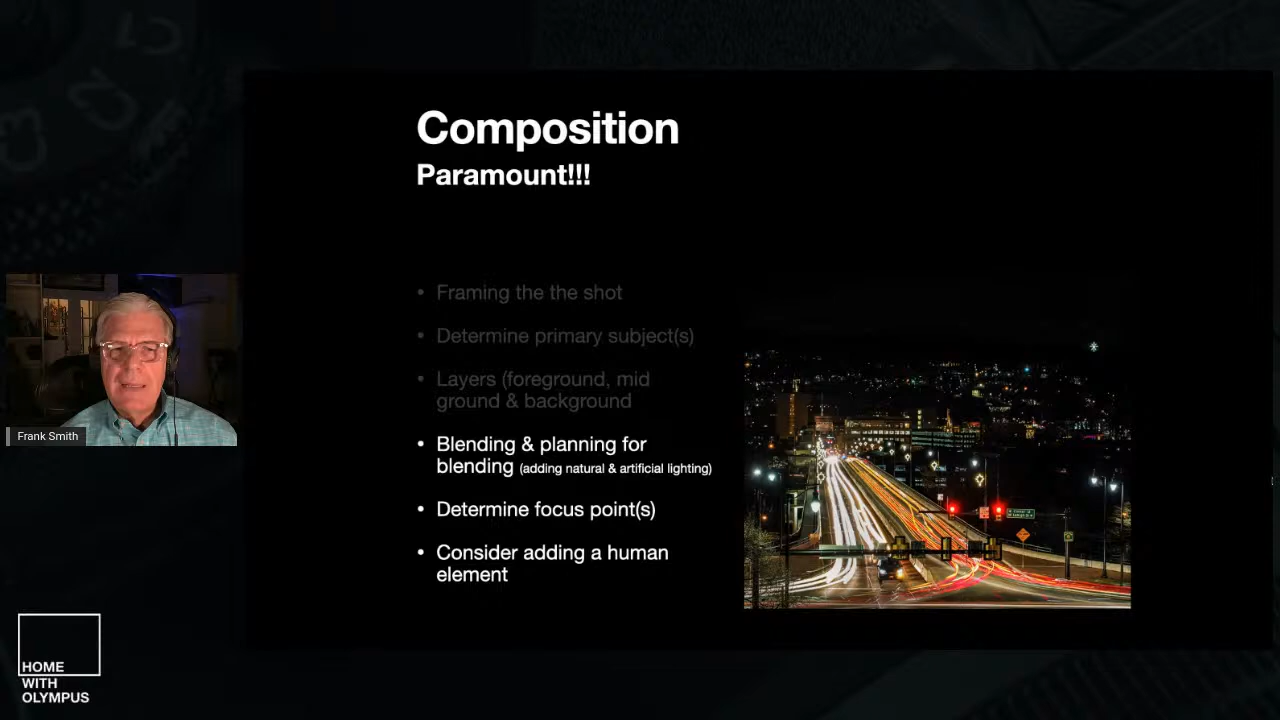 Composition
Paramount!!!
• Framing the the shot
• Determine primary subject(s)
• Layers (foreground, mid
ground & background
• Blending & planning for
blending (adding natural & artificial lighting)
• Determine focus point(s)
• Consider adding a human
element
Frank Smith
HOME
WITH
OLYMPUS